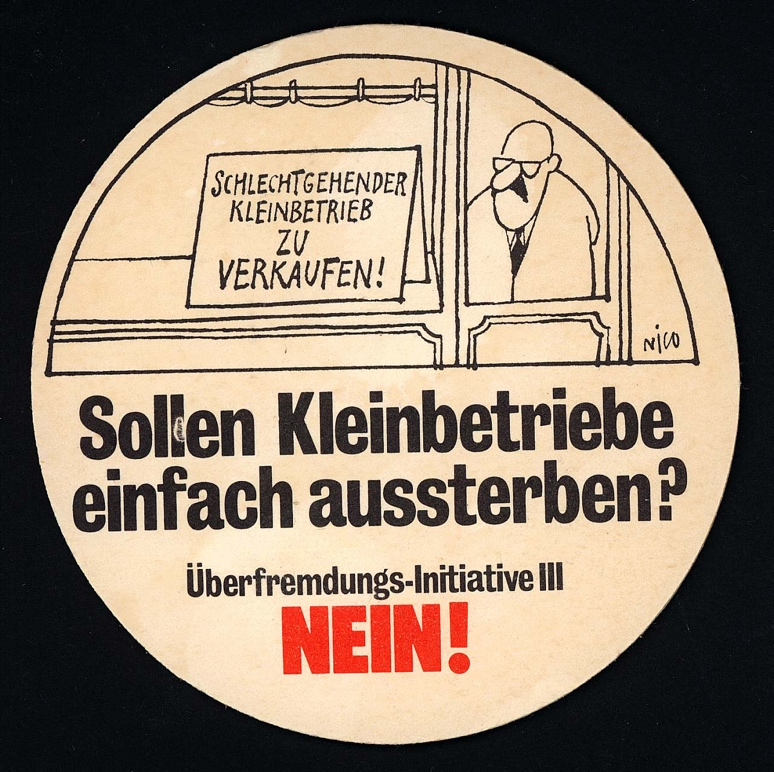 SCHLECHTGEHENDER
KLEINBETRIEB
ZU
VERKAUFEN!
NICO
Sollen Kleinbetriebe
einfach aussterben?
Überfremdungs-Initiative III
NEIN!